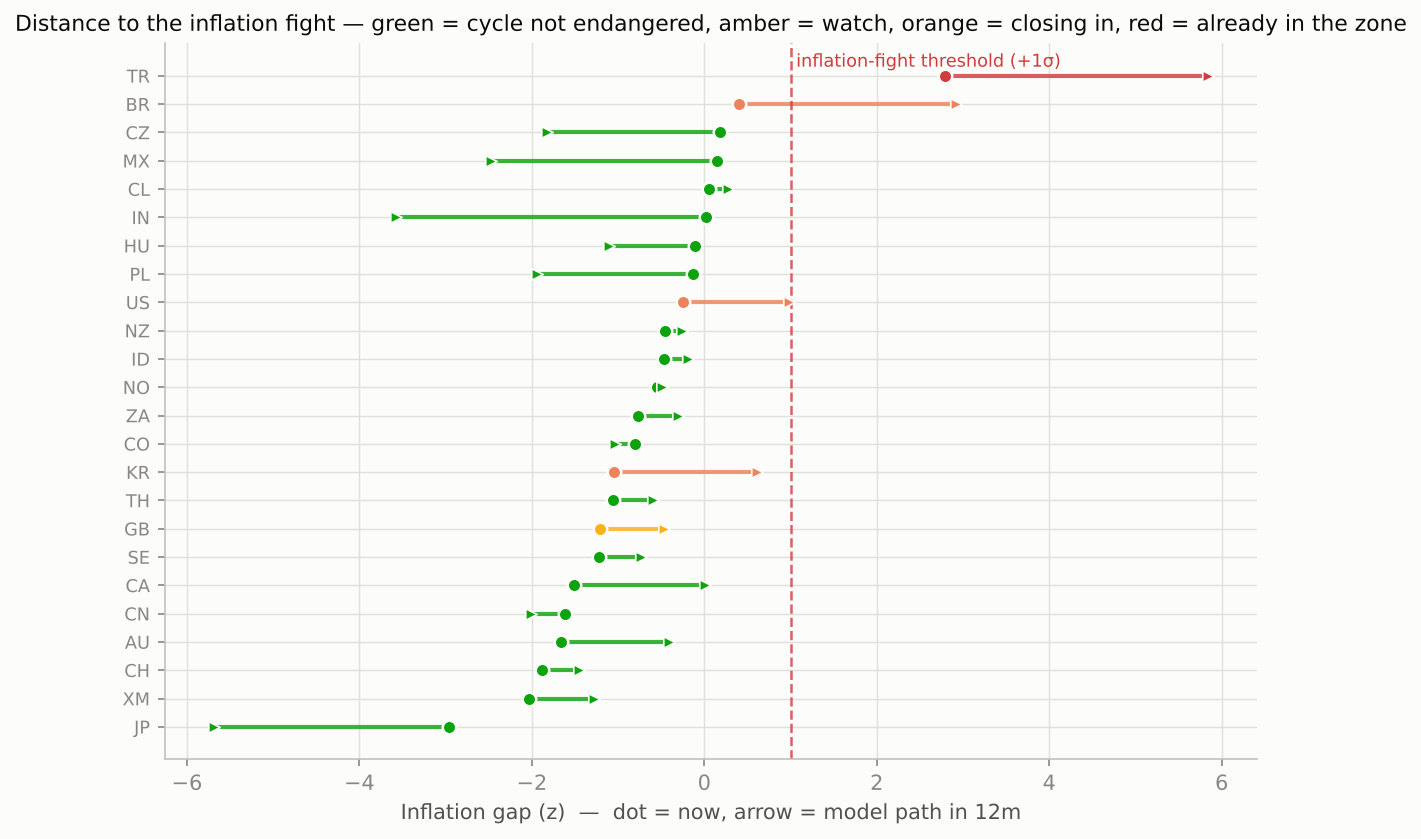 Distance to the inflation fight — green = cycle not endangered, amber = watch, orange = closing in, red = already in the zone
inflation-fight threshold (+1σ)
TR
BR
CZ
MX
CL
IN
HU
PL
US
NZ
ID
NO
ZA
CO
KR
TH
GB
SE
CA
CN
AU
CH
XM
JP
−6 −4 −2 0 2 4 6
Inflation gap (z) — dot = now, arrow = model path in 12m